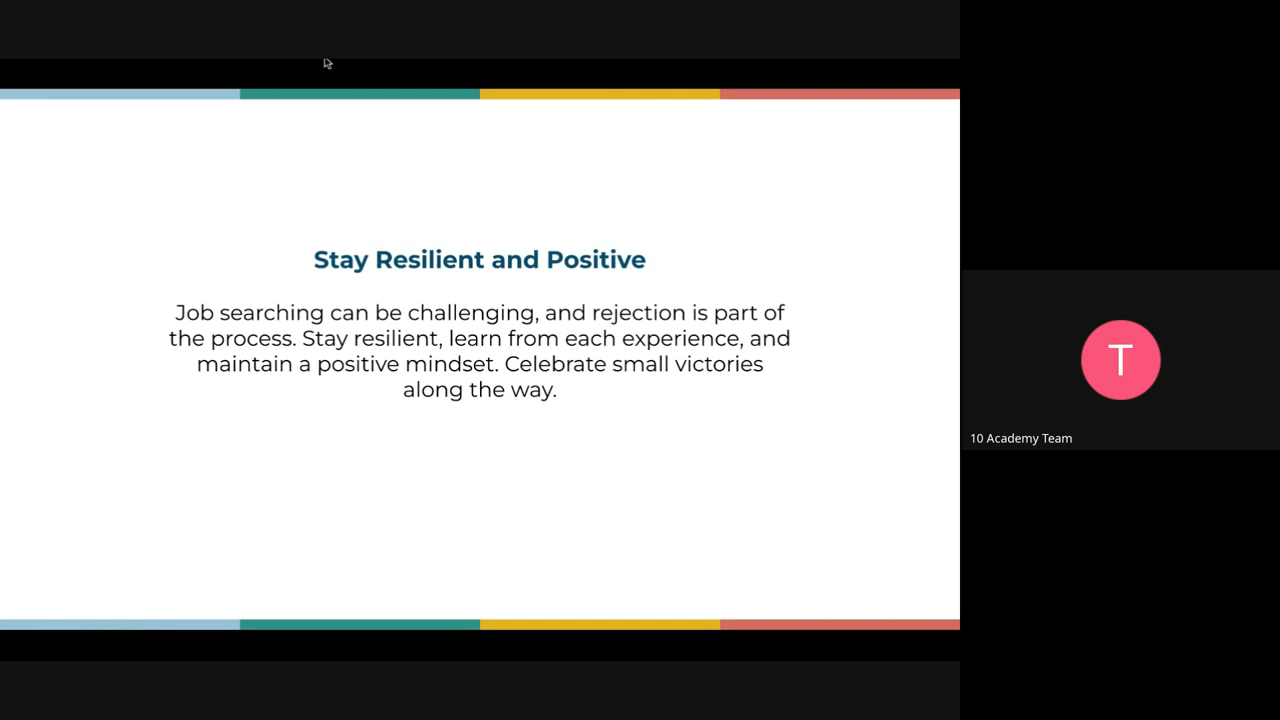 Stay Resilient and Positive
Job searching can be challenging, and rejection is part of
the process. Stay resilient, learn from each experience, and
maintain a positive mindset. Celebrate small victories
along the way.
T
10 Academy Team